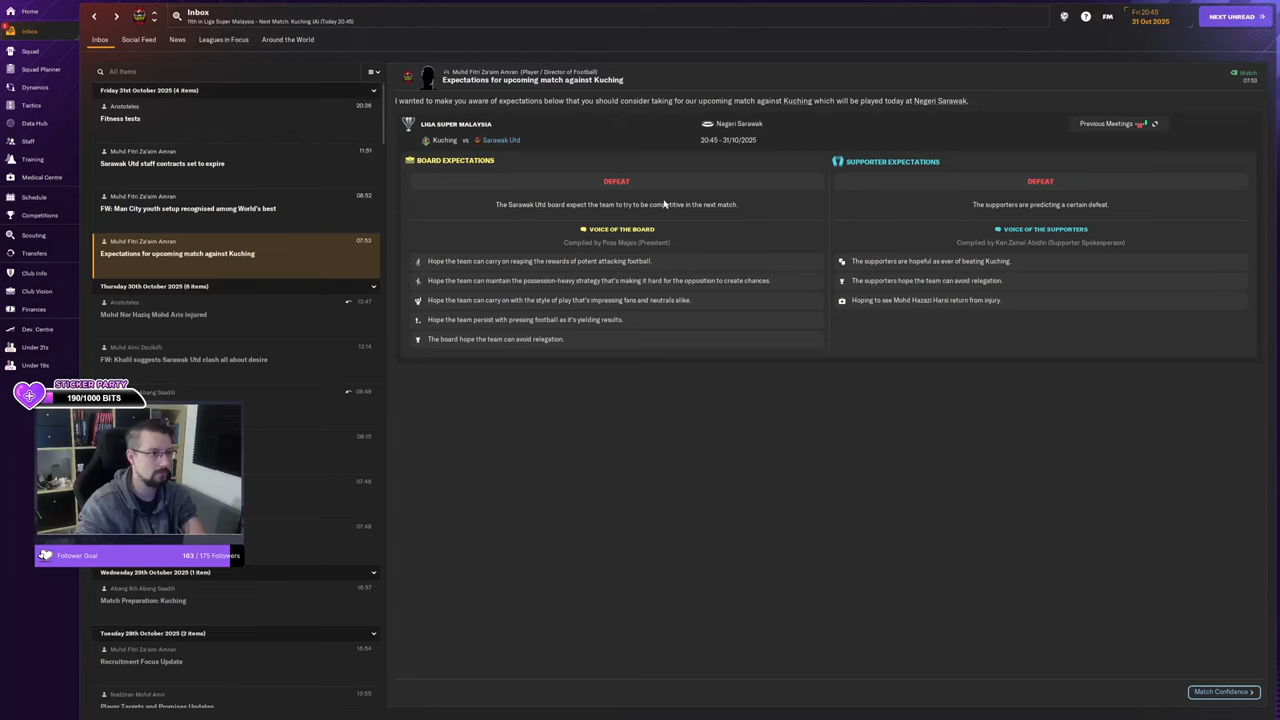 Home
Inbox
Squad
Squad Planner
Dynamics
Tactics
Data Hub
Staff
Training
Medical Centre
Schedule
Competitions
Scouting
Transfers
Club Info
Club Vision
Finances
Dev. Centre
Under 21s
Under 19s
Inbox
11th in Liga Super Malaysia - Next Match: Kuching (A) (Today 20:45)
FM
Fri 20:45
31 Oct 2025
NEXT UNREAD
Inbox
Social Feed
News
Leagues in Focus
Around the World
All Items
Friday 31st October 2025 (4 items)
Aristoteles
20:36
Fitness tests
Muhd Fitri Za'aim Amran
11:51
Sarawak Utd staff contracts set to expire
Muhd Fitri Za'aim Amran
08:52
FW: Man City youth setup recognised among World's best
Muhd Fitri Za'aim Amran
07:53
Expectations for upcoming match against Kuching
Thursday 30th October 2025 (6 items)
Aristoteles
13:47
Muhd Nor Haziq Mohd Aris injured
Muhd Almi Dzulkifli
12:14
FW: Khalil suggests Sarawak Utd clash all about desire
Abang Saadili
08:49
08:15
07:48
07:48
Wednesday 29th October 2025 (1 item)
Abang Rili Abang Saadili
16:57
Match Preparation: Kuching
Tuesday 28th October 2025 (2 items)
Muhd Fitri Za'aim Amran
16:54
Recruitment Focus Update
Nadziran Mohd Amir
13:55
Player Targets and Promises Updates
STICKER PARTY
190/1000 BITS
Follower Goal
163 / 175 Followers
Muhd Fitri Za'aim Amran (Player / Director of Football)
Expectations for upcoming match against Kuching
Match
07:53
I wanted to make you aware of expectations below that you should consider taking for our upcoming match against Kuching which will be played today at Negeri Sarawak.
LIGA SUPER MALAYSIA
Negeri Sarawak
Previous Meetings
Kuching vs Sarawak Utd
20:45 - 31/10/2025
BOARD EXPECTATIONS
DEFEAT
The Sarawak Utd board expect the team to try to be competitive in the next match.
VOICE OF THE BOARD
Compiled by Posa Majais (President)
Hope the team can carry on reaping the rewards of potent attacking football.
Hope the team can maintain the possession-heavy strategy that's making it hard for the opposition to create chances.
Hope the team can carry on with the style of play that's impressing fans and neutrals alike.
Hope the team persist with pressing football as it's yielding results.
The board hope the team can avoid relegation.
SUPPORTER EXPECTATIONS
DEFEAT
The supporters are predicting a certain defeat.
VOICE OF THE SUPPORTERS
Compiled by Ken Zainal Abidin (Supporter Spokesperson)
The supporters are hopeful as ever of beating Kuching.
The supporters hope the team can avoid relegation.
Hoping to see Mohd Hazazi Harsi return from injury.
Match Confidence